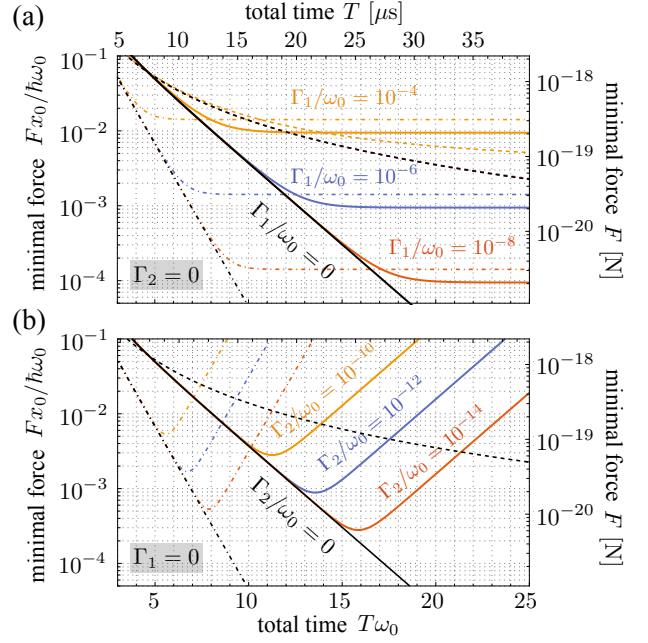 (a)
total time T [μs]
5 10 15 20 25 30 35
minimal force Fx₀/ħω₀
10⁻¹
10⁻²
10⁻³
10⁻⁴
Γ₁/ω₀ = 10⁻⁴
Γ₁/ω₀ = 10⁻⁶
Γ₁/ω₀ = 10⁻⁸
Γ₁/ω₀ = 0
Γ₂ = 0
10⁻¹⁸
10⁻¹⁹
10⁻²⁰
minimal force F [N]
(b)
minimal force Fx₀/ħω₀
10⁻¹
10⁻²
10⁻³
10⁻⁴
Γ₂/ω₀ = 10⁻¹⁰
Γ₂/ω₀ = 10⁻¹²
Γ₂/ω₀ = 10⁻¹⁴
Γ₂/ω₀ = 0
Γ₁ = 0
10⁻¹⁸
10⁻¹⁹
10⁻²⁰
minimal force F [N]
5 10 15 20 25
total time Tω₀